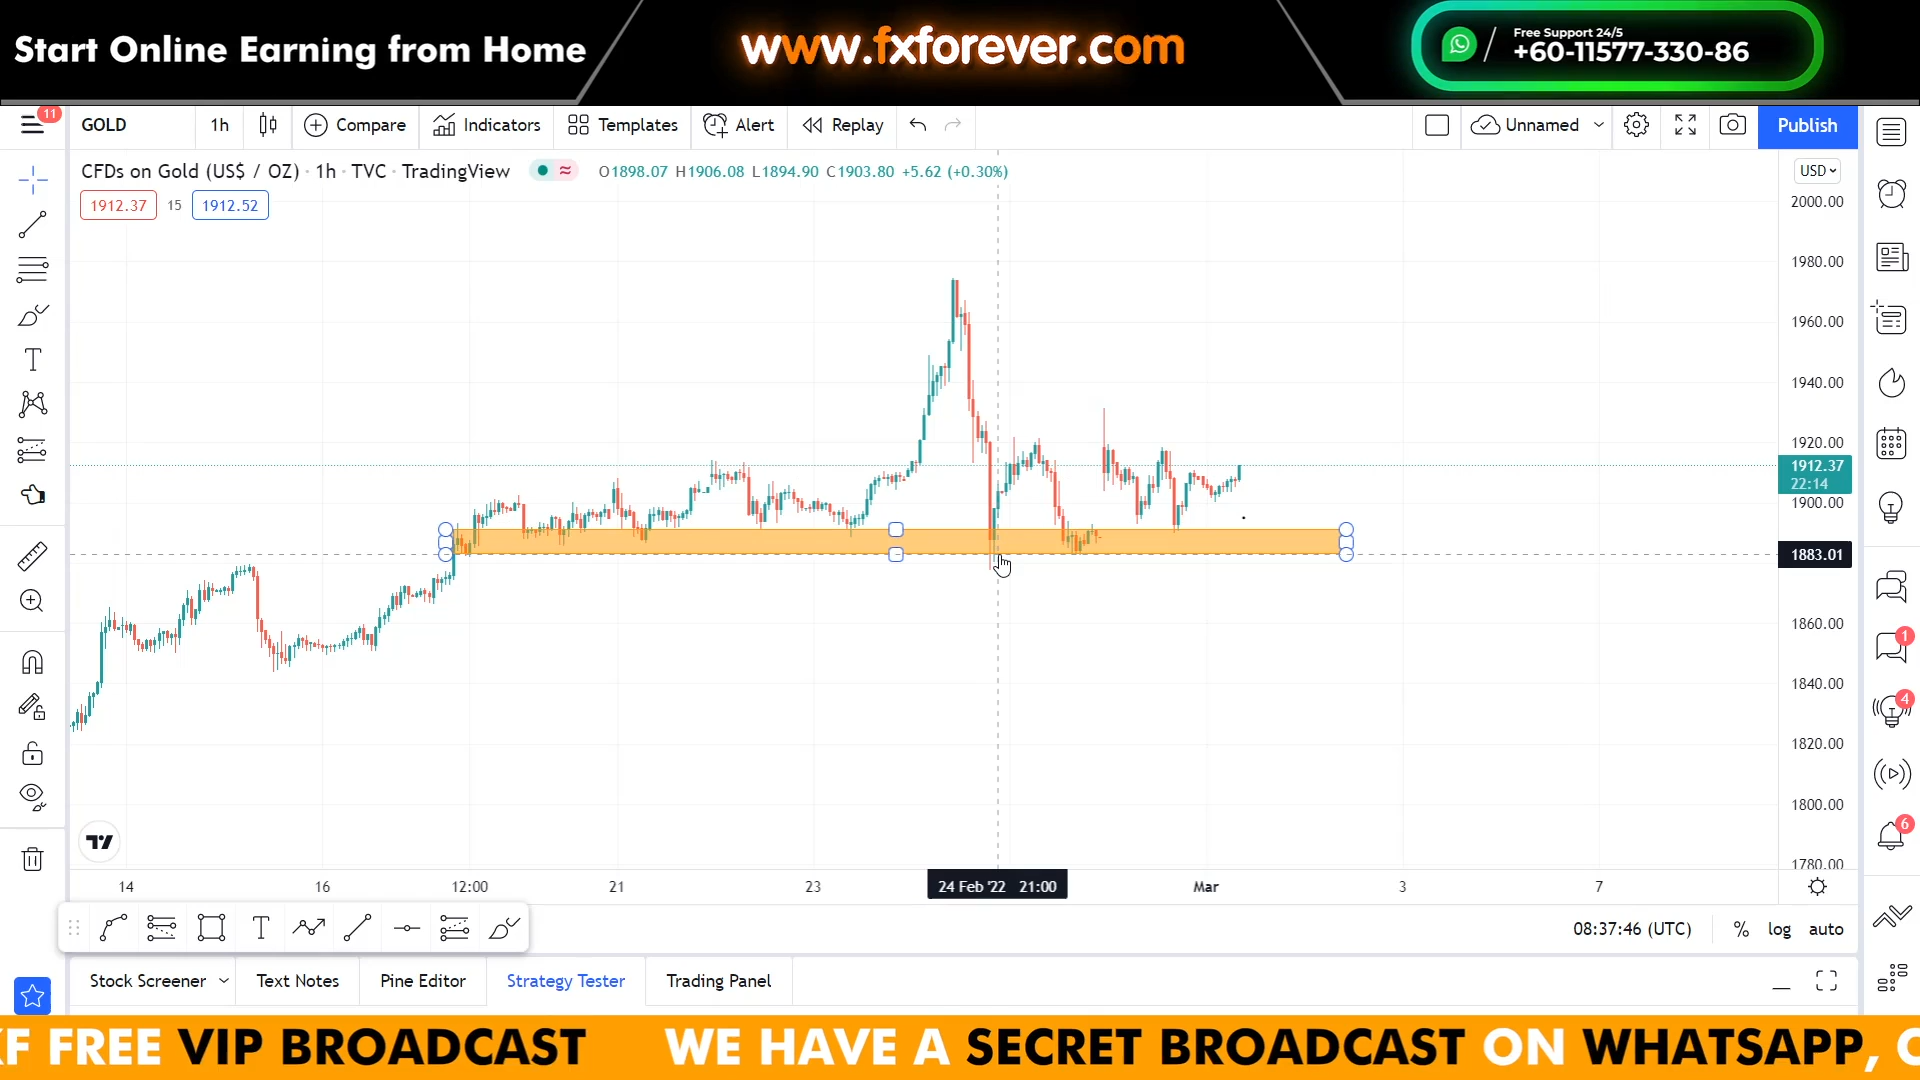 Start Online Earning from Home
www.fxforever.com
Free Support 24/5
+60-11577-330-86
11
GOLD
1h
Compare
Indicators
Templates
Alert
Replay
Unnamed
Publish
CFDs on Gold (US$ / OZ) · 1h · TVC · TradingView
O1898.07 H1906.08 L1894.90 C1903.80 +5.62 (+0.30%)
USD
1912.37
15
1912.52
2000.00
1980.00
1960.00
1940.00
1920.00
1912.37
22:14
1900.00
1883.01
1860.00
1840.00
1820.00
1800.00
1780.00
1
4
6
14
16
12:00
21
23
24 Feb '22 21:00
Mar
3
7
08:37:46 (UTC)
%
log
auto
Stock Screener
Text Notes
Pine Editor
Strategy Tester
Trading Panel
XF FREE VIP BROADCAST WE HAVE A SECRET BROADCAST ON WHATSAPP,